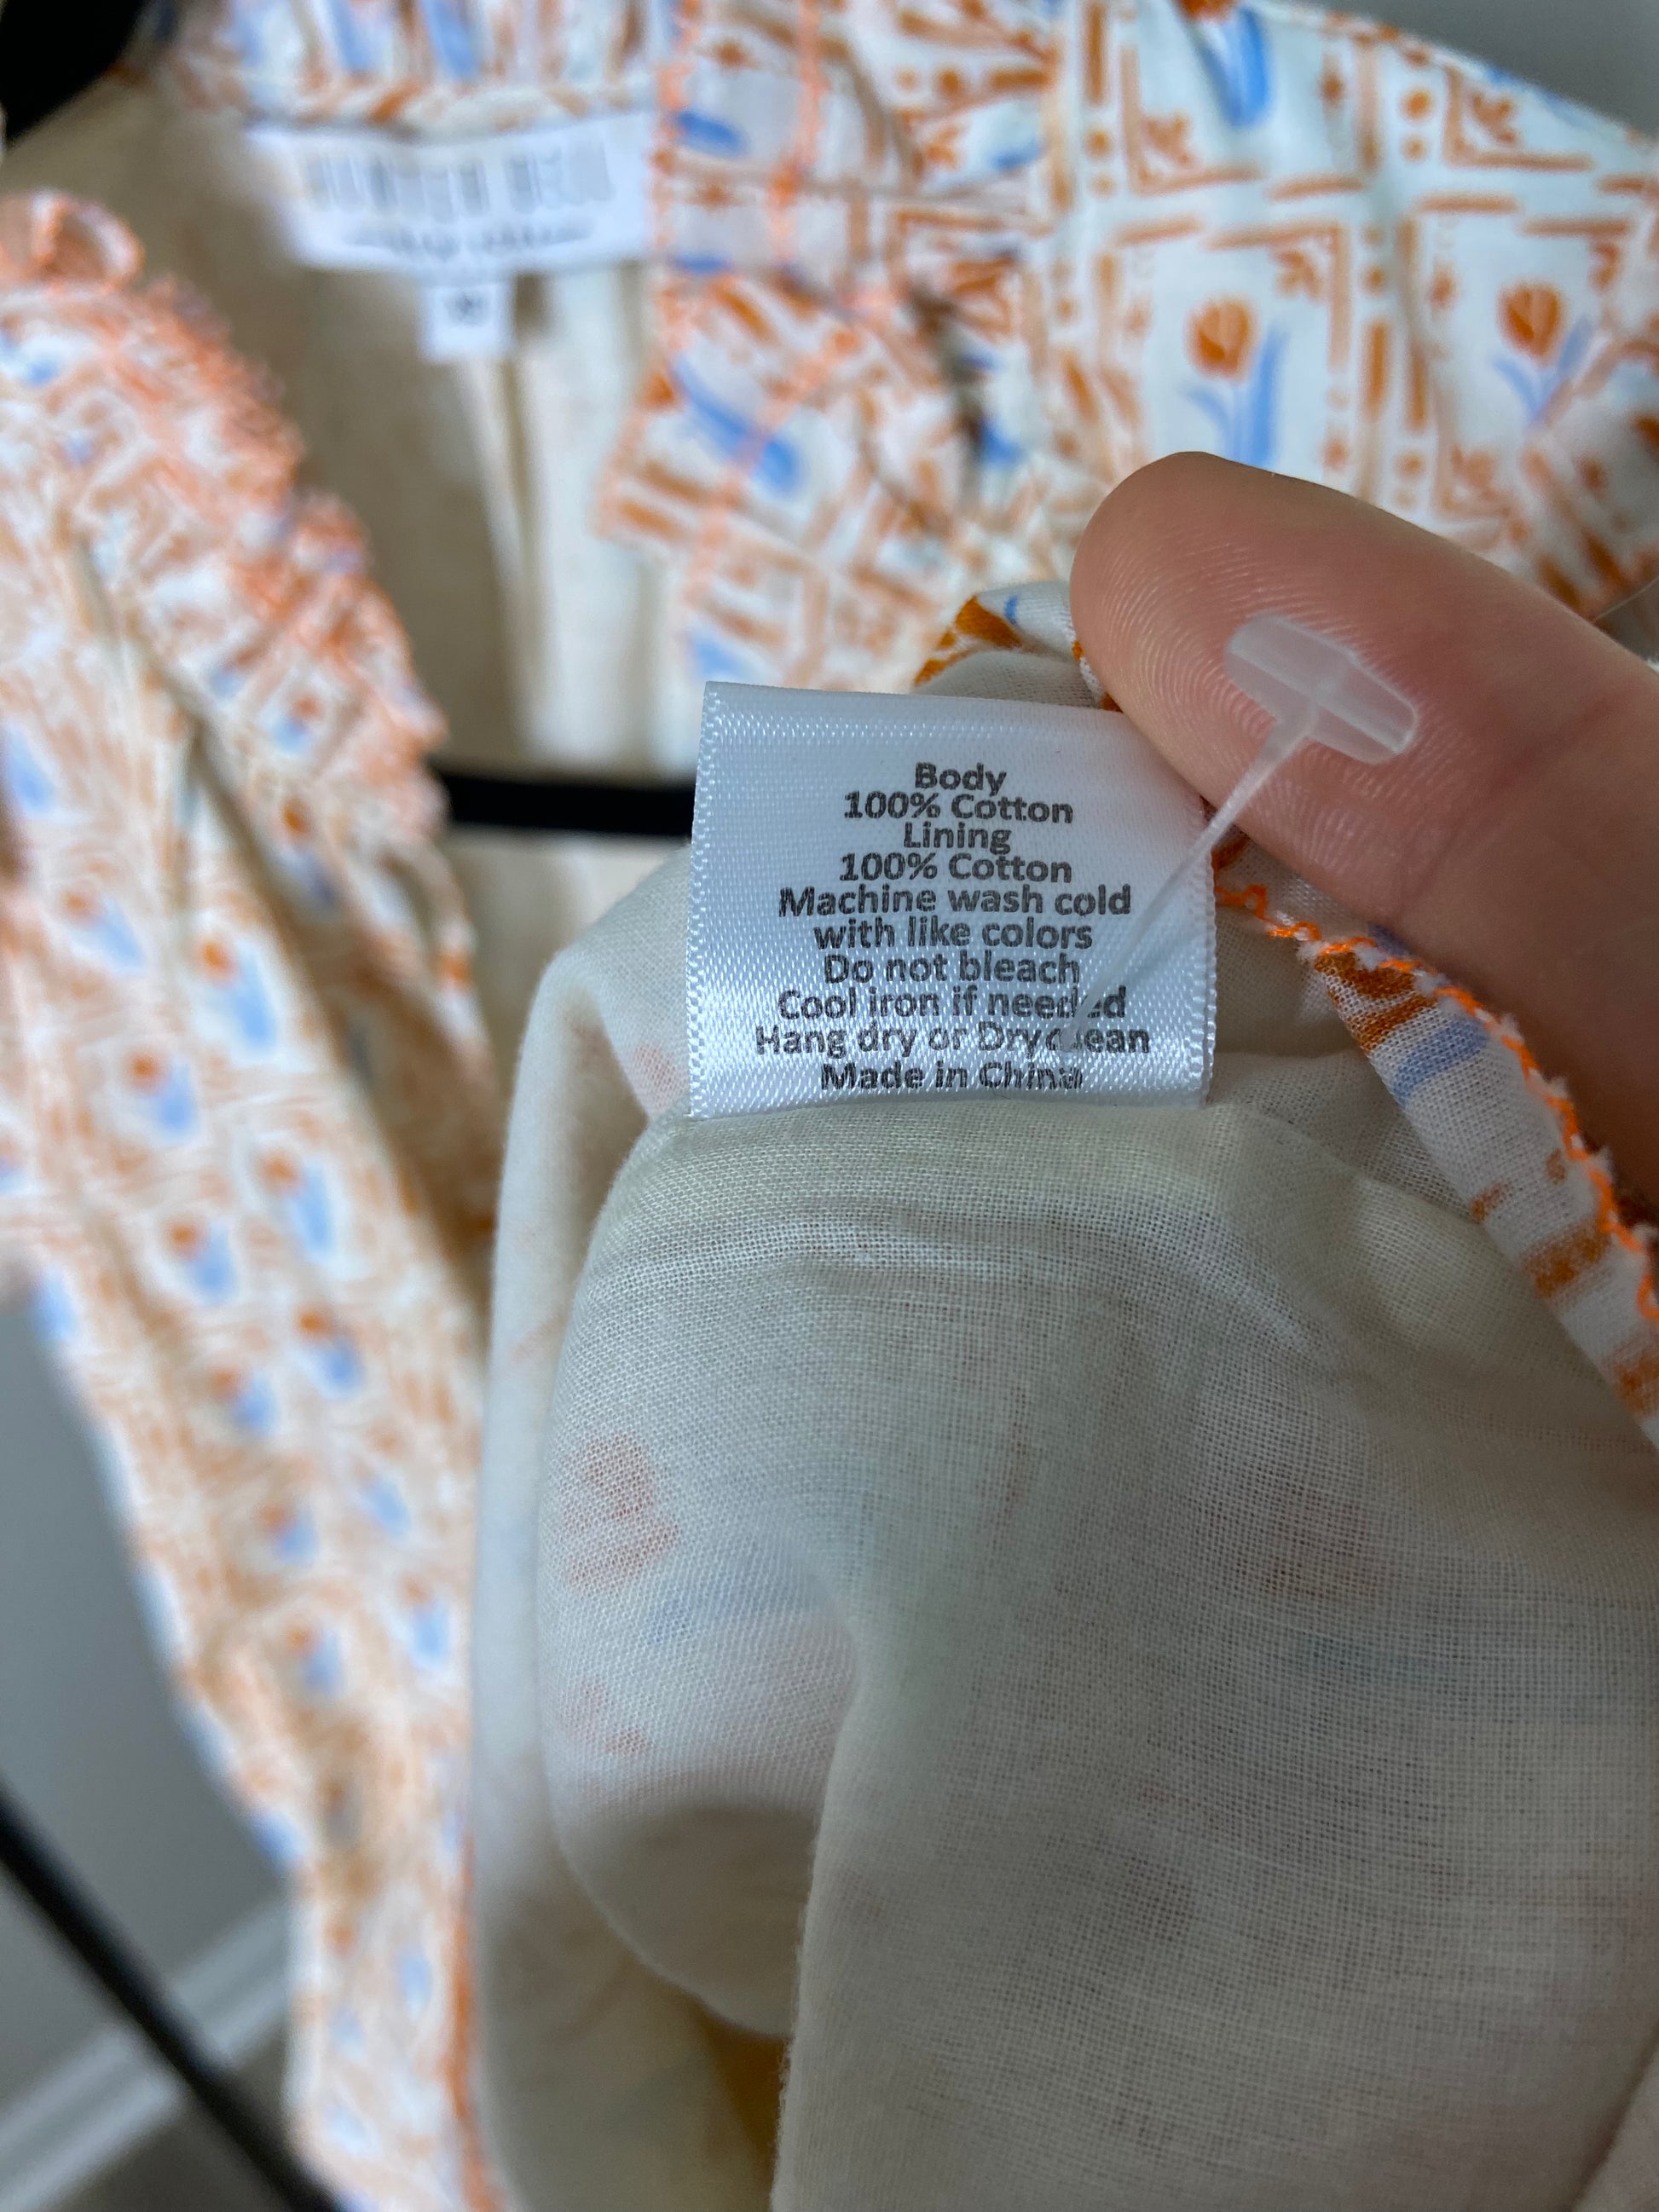 Body
100% Cotton
Lining
100% Cotton
Machine wash cold
with like colors
Do not bleach
Cool iron if needed
Hang dry or Dry clean
Made in China